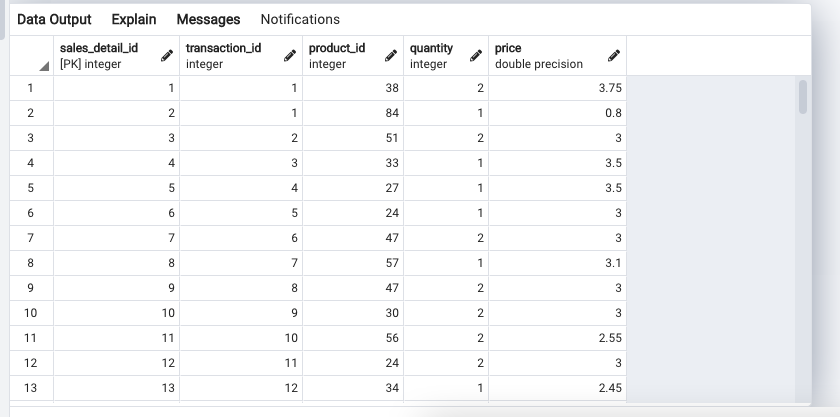 Data Output Explain Messages Notifications
sales_detail_id transaction_id product_id quantity price
[PK] integer integer integer integer double precision
1 1 1 38 2 3.75
2 2 1 84 1 0.8
3 3 2 51 2 3
4 4 3 33 1 3.5
5 5 4 27 1 3.5
6 6 5 24 1 3
7 7 6 47 2 3
8 8 7 57 1 3.1
9 9 8 47 2 3
10 10 9 30 2 3
11 11 10 56 2 2.55
12 12 11 24 2 3
13 13 12 34 1 2.45